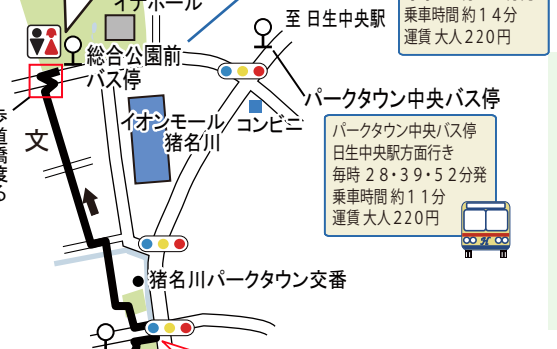 イナホール
至 日生中央駅
乗車時間 約１４分
運賃 大人２２０円
総合公園前
バス停
パークタウン中央バス停
イオンモール
猪名川
コンビニ
文
歩道橋渡る
パークタウン中央バス停
日生中央駅方面行き
毎時 ２８・３９・５２分発
乗車時間 約１１分
運賃 大人２２０円
猪名川パークタウン交番